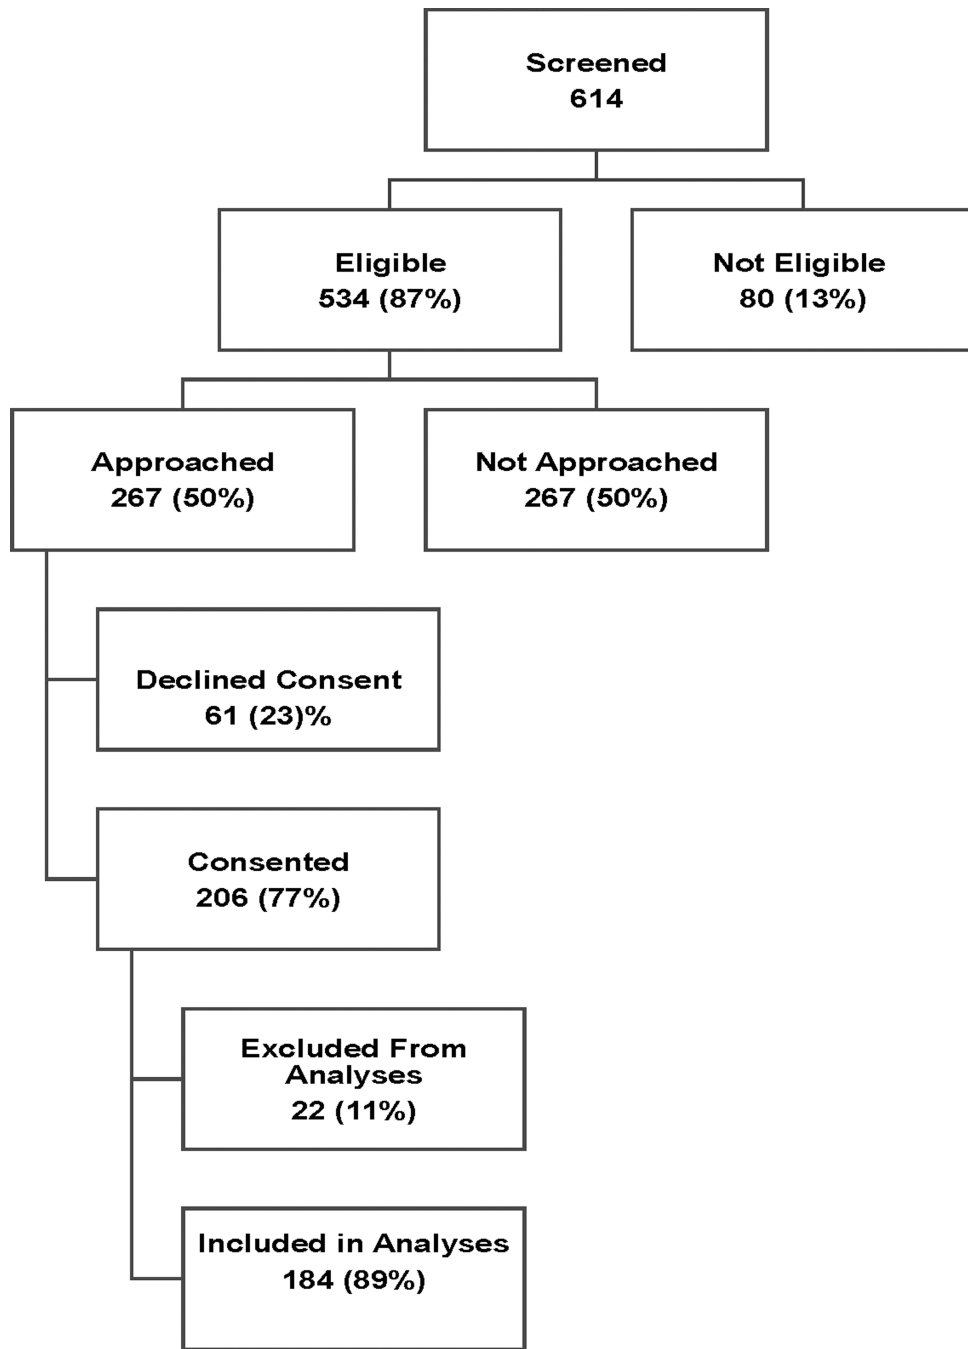 Screened
614
Eligible
534 (87%)
Not Eligible
80 (13%)
Approached
267 (50%)
Not Approached
267 (50%)
Declined Consent
61 (23)%
Consented
206 (77%)
Excluded From
Analyses
22 (11%)
Included in Analyses
184 (89%)